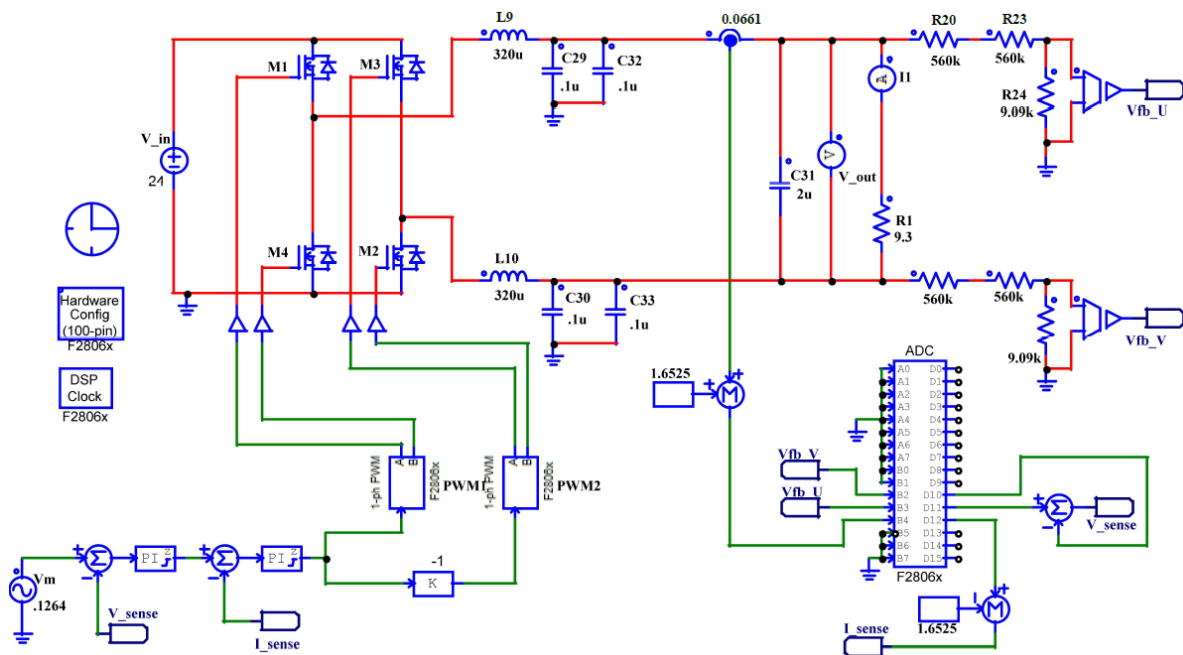 L9
320u
C29
.1u
C32
.1u
0.0661
R20
560k
R23
560k
R24
9.09k
Vfb_U
M1
M3
V_in
24
A
I1
V
V_out
C31
2u
R1
9.3
M4
M2
L10
320u
C30
.1u
C33
.1u
560k
560k
9.09k
Vfb_V
Hardware
Config
(100-pin)
F2806x
DSP
Clock
F2806x
1.6525
M
ADC
A0 D0
A1 D1
A2 D2
A3 D3
A4 D4
A5 D5
A6 D6
A7 D7
B0 D8
B1 D9
B2 D10
B3 D11
B4 D12
B5 D13
B6 D14
B7 D15
F2806x
Vfb_V
Vfb_U
Σ
V_sense
1-ph PWM
A B
F2806x
PWM1
1-ph PWM
A B
F2806x
PWM2
Vm
.1264
Σ
PI z
Σ
PI z
-1
K
V_sense
I_sense
1.6525
M
I_sense